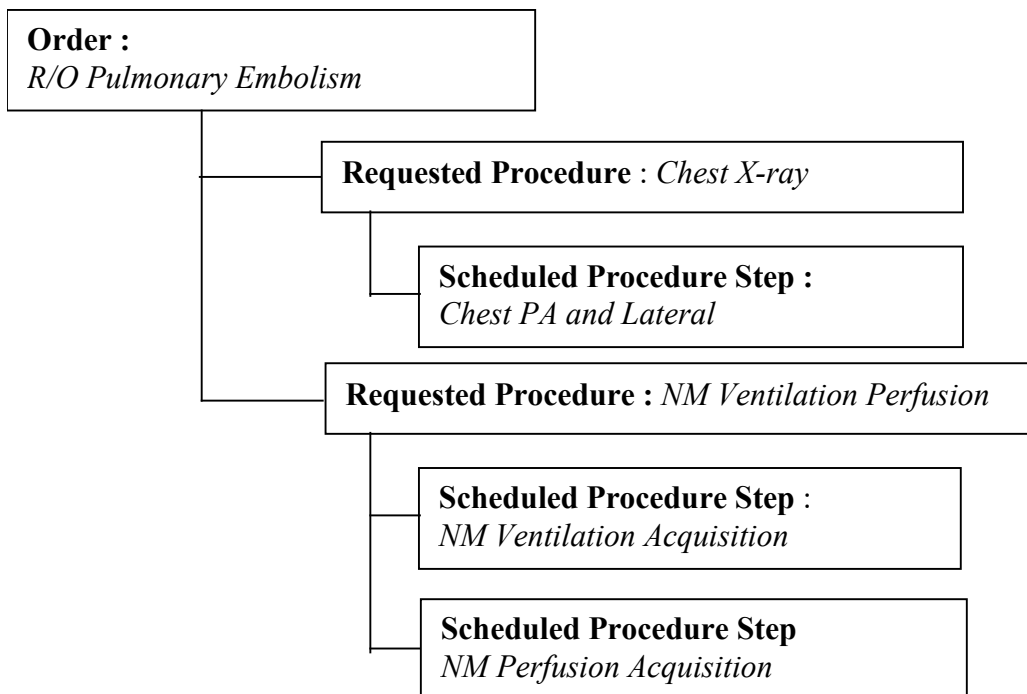 Order :
R/O Pulmonary Embolism
Requested Procedure : Chest X-ray
Scheduled Procedure Step :
Chest PA and Lateral
Requested Procedure : NM Ventilation Perfusion
Scheduled Procedure Step :
NM Ventilation Acquisition
Scheduled Procedure Step
NM Perfusion Acquisition